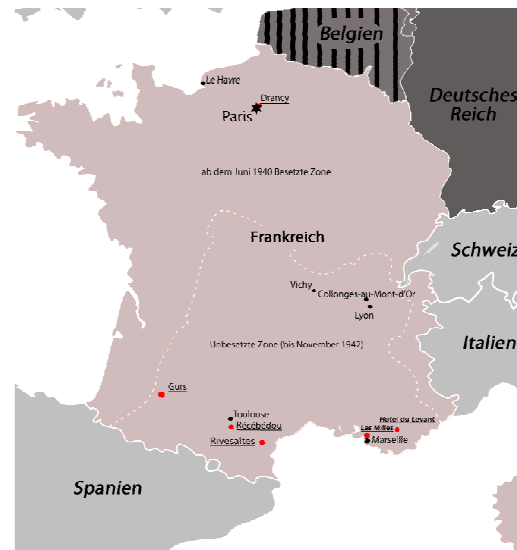 Belgien
Le Havre
Drancy
Paris
Deutsches
Reich
ab dem Juni 1940 Besetzte Zone
Frankreich
Schweiz
Vichy
Collonges-au-Mont-d'Or
Lyon
Unbesetzte Zone (bis November 1942)
Italien
Gurs
Toulouse
Récébédou
Rivesaltes
Hotel du Levant
Les Milles
Marseille
Spanien